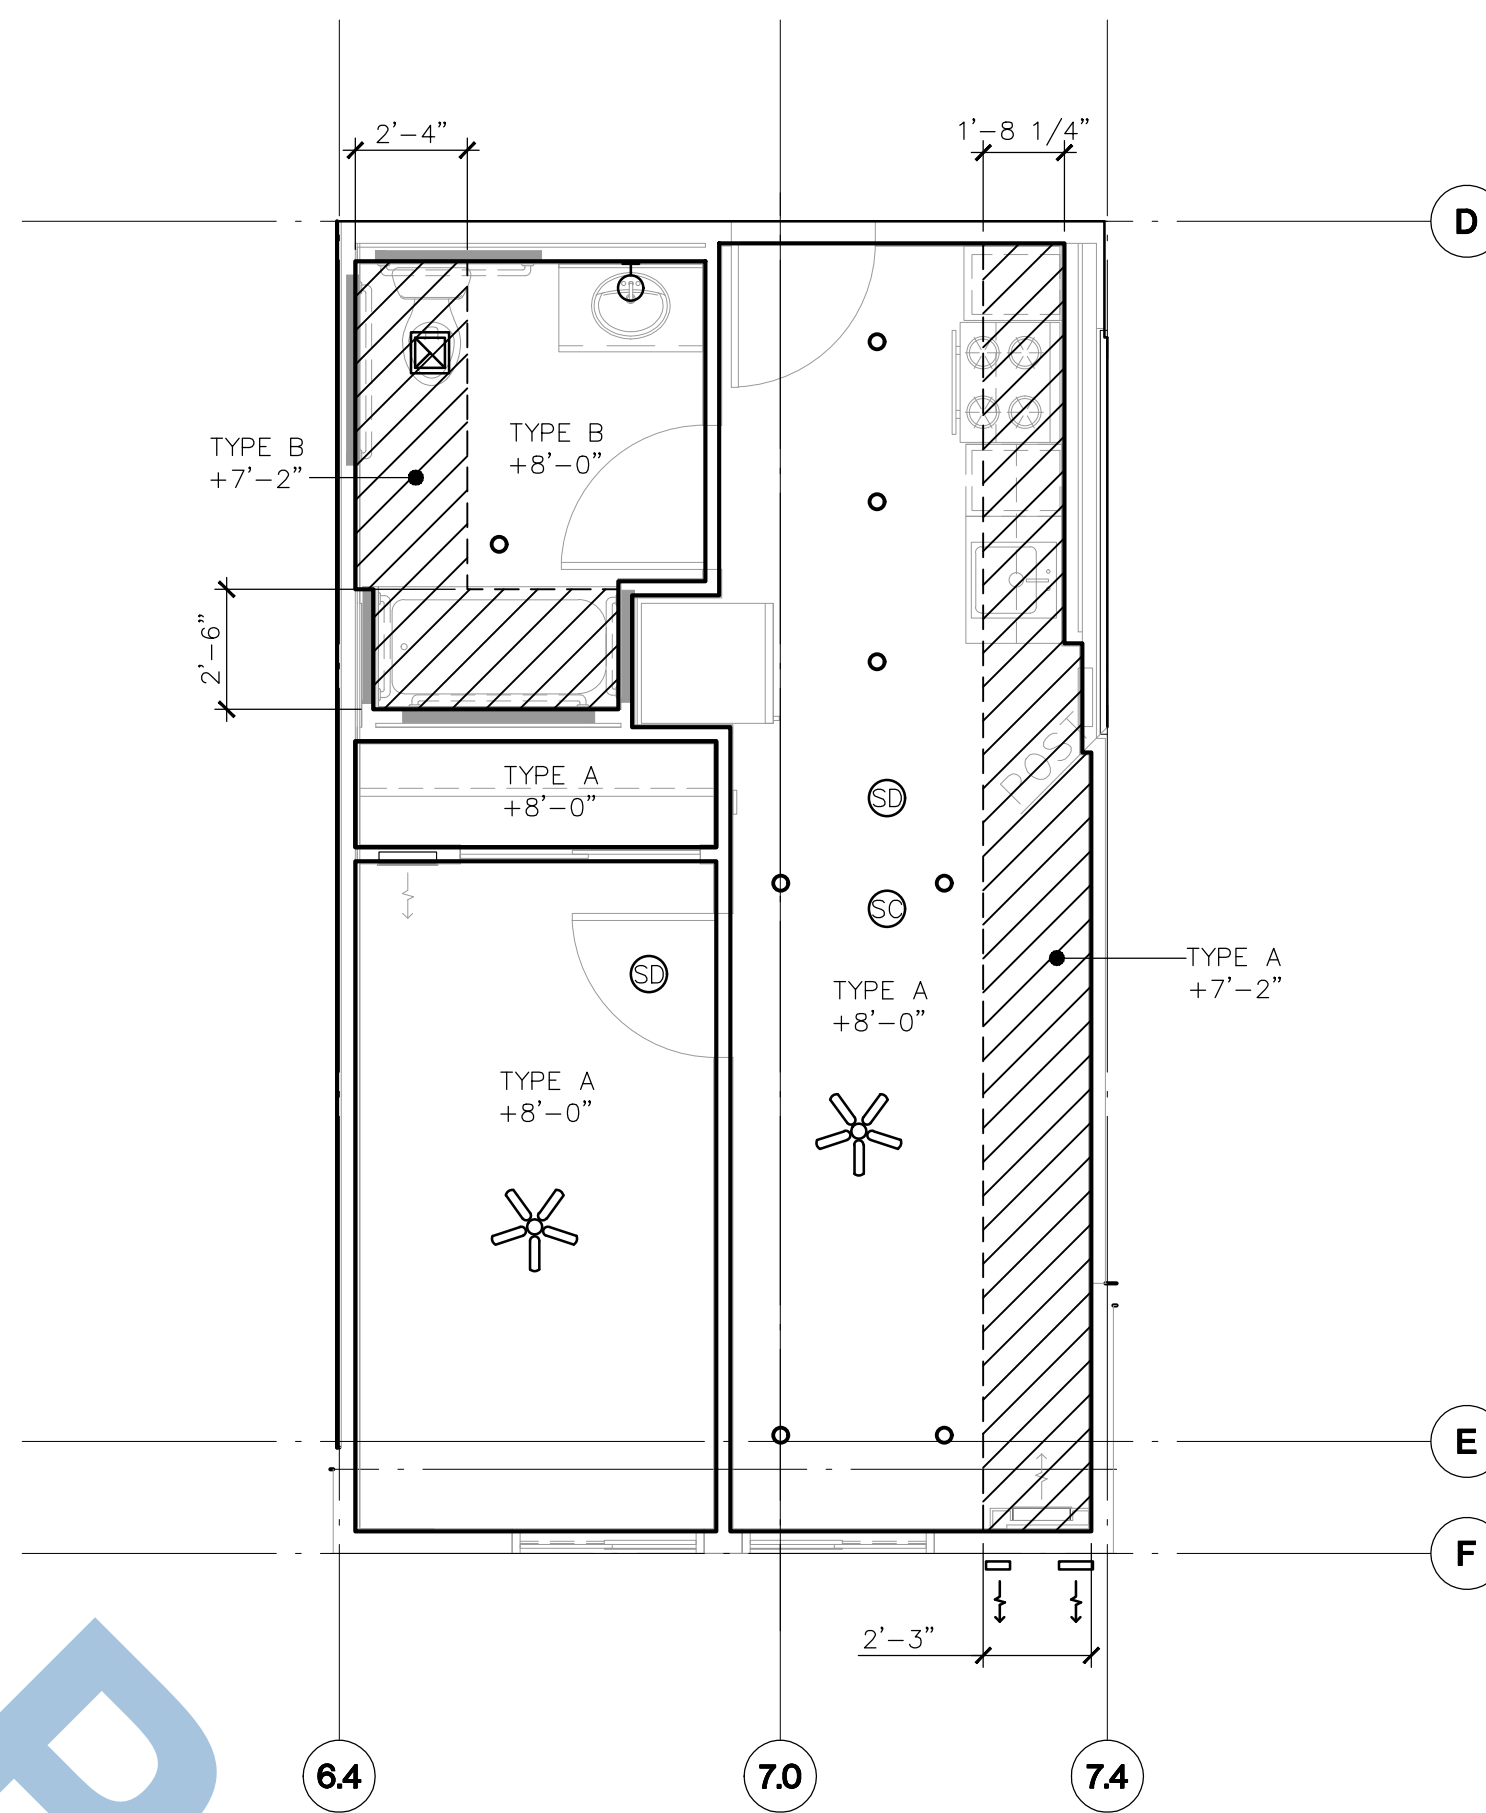 2'-4"
1'-8 1/4"
D
TYPE B
+7'-2"
TYPE B
+8'-0"
2'-6"
TYPE A
+8'-0"
SD
POST
SC
SD
TYPE A
+8'-0"
TYPE A
+7'-2"
TYPE A
+8'-0"
E
F
2'-3"
6.4
7.0
7.4
P